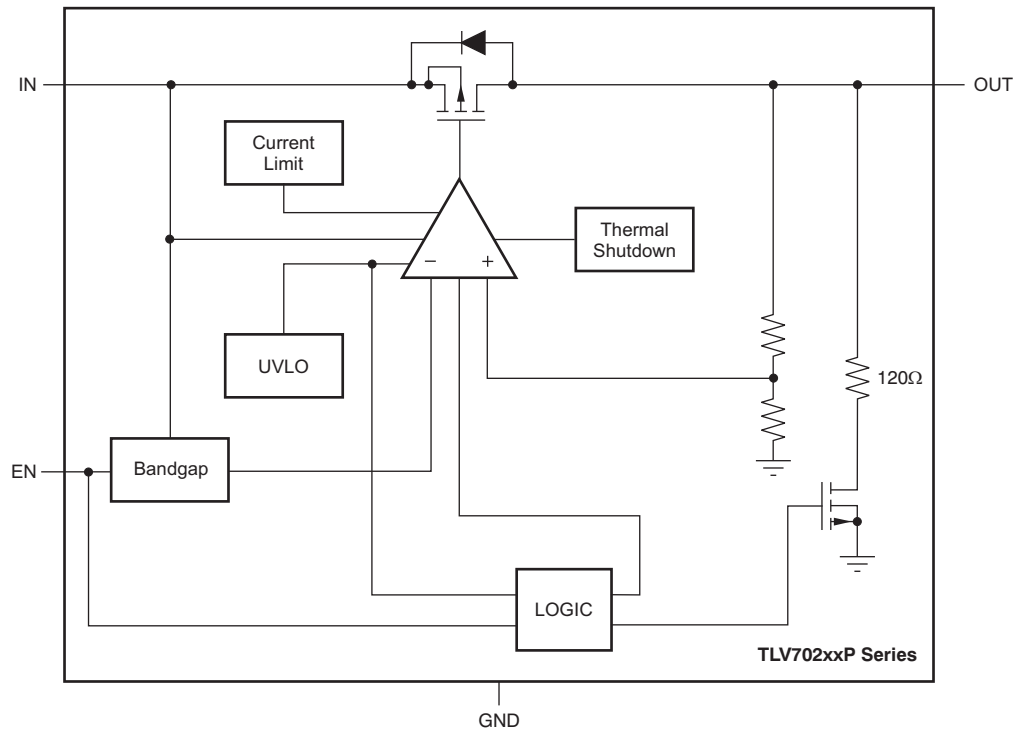 IN
OUT
Current
Limit
Thermal
Shutdown
−
+
UVLO
120Ω
EN
Bandgap
LOGIC
TLV702xxP Series
GND